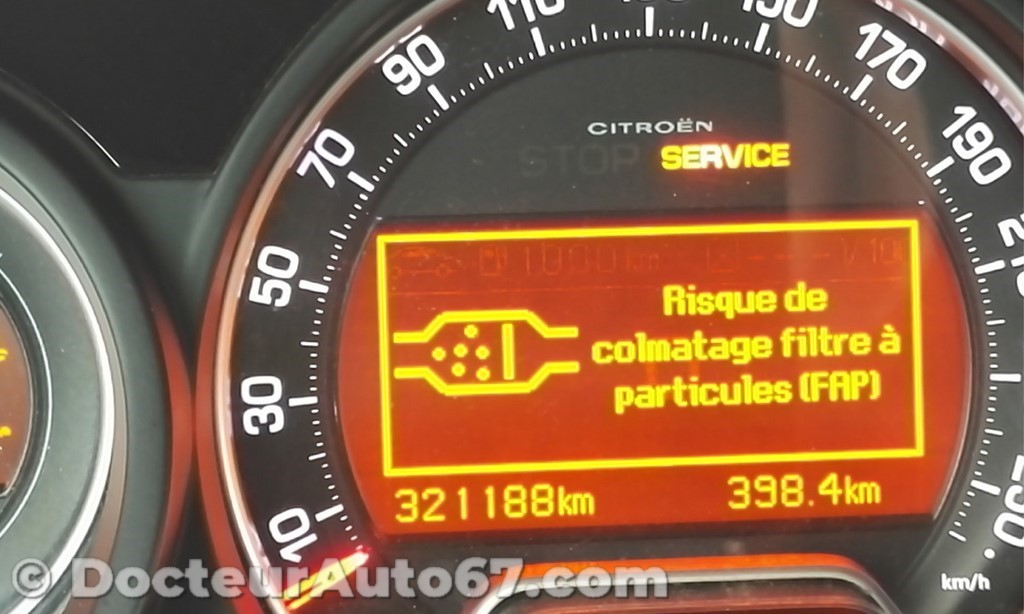 110
150
90
170
70
190
CITROËN
STOP SERVICE
50
Risque de
colmatage filtre à
particules (FAP)
30
321188km
398.4km
10
km/h
© DocteurAuto67.com